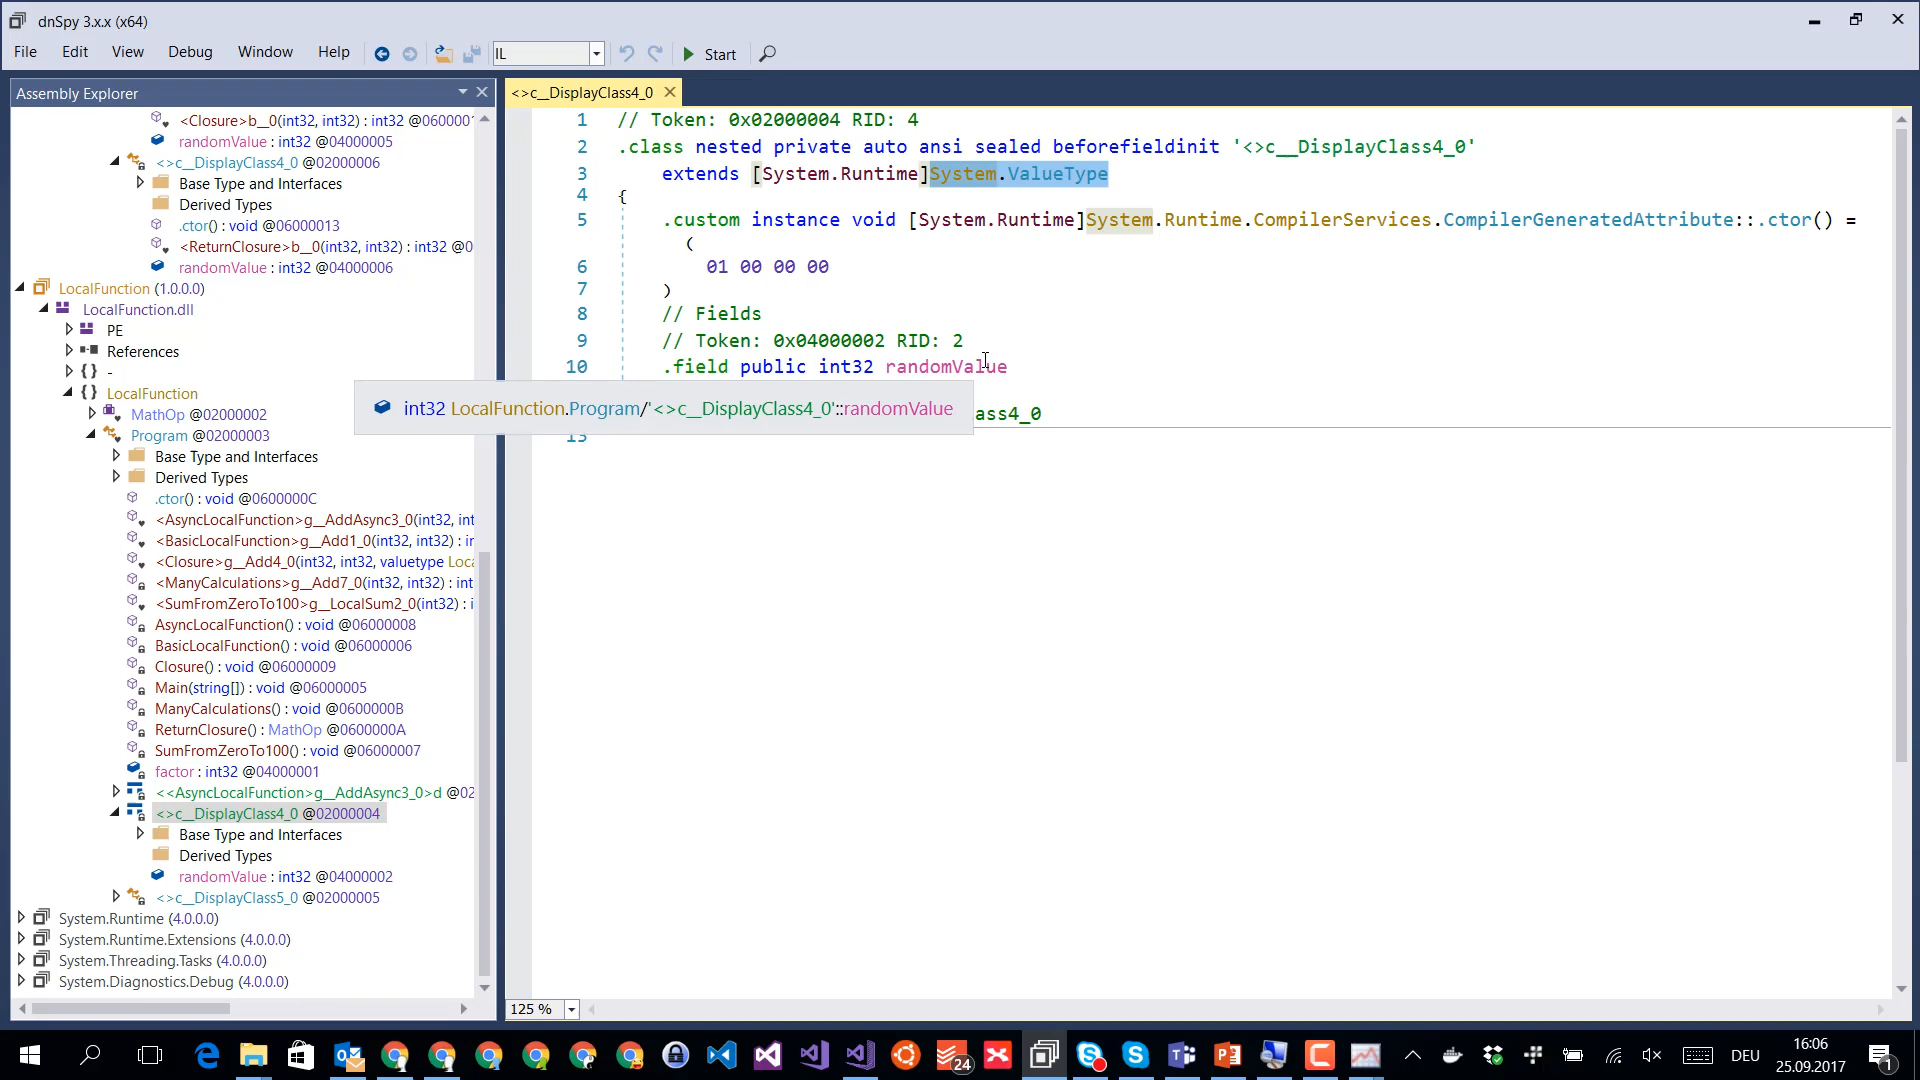 dnSpy 3.x.x (x64)
File Edit View Debug Window Help IL Start
Assembly Explorer
<Closure>b__0(int32, int32) : int32 @060001
randomValue : int32 @04000005
<>c__DisplayClass4_0 @02000006
Base Type and Interfaces
Derived Types
.ctor() : void @06000013
<ReturnClosure>b__0(int32, int32) : int32 @0
randomValue : int32 @04000006
LocalFunction (1.0.0.0)
LocalFunction.dll
PE
References
{ } -
{ } LocalFunction
MathOp @02000002
Program @02000003
Base Type and Interfaces
Derived Types
.ctor() : void @0600000C
<AsyncLocalFunction>g__AddAsync3_0(int32, int
<BasicLocalFunction>g__Add1_0(int32, int32) : in
<Closure>g__Add4_0(int32, int32, valuetype Loca
<ManyCalculations>g__Add7_0(int32, int32) : int
<SumFromZeroTo100>g__LocalSum2_0(int32) : i
AsyncLocalFunction() : void @06000008
BasicLocalFunction() : void @06000006
Closure() : void @06000009
Main(string[]) : void @06000005
ManyCalculations() : void @0600000B
ReturnClosure() : MathOp @0600000A
SumFromZeroTo100() : void @06000007
factor : int32 @04000001
<<AsyncLocalFunction>g__AddAsync3_0>d @02
<>c__DisplayClass4_0 @02000004
Base Type and Interfaces
Derived Types
randomValue : int32 @04000002
<>c__DisplayClass5_0 @02000005
System.Runtime (4.0.0.0)
System.Runtime.Extensions (4.0.0.0)
System.Threading.Tasks (4.0.0.0)
System.Diagnostics.Debug (4.0.0.0)
<>c__DisplayClass4_0
1 // Token: 0x02000004 RID: 4
2 .class nested private auto ansi sealed beforefieldinit '<>c__DisplayClass4_0'
3 extends [System.Runtime]System.ValueType
4 {
5 .custom instance void [System.Runtime]System.Runtime.CompilerServices.CompilerGeneratedAttribute::.ctor() =
(
6 01 00 00 00
7 )
8 // Fields
9 // Token: 0x04000002 RID: 2
10 .field public int32 randomValue
int32 LocalFunction.Program/'<>c__DisplayClass4_0'::randomValue
ass4_0
13
125 %
24
DEU
16:06
25.09.2017
1